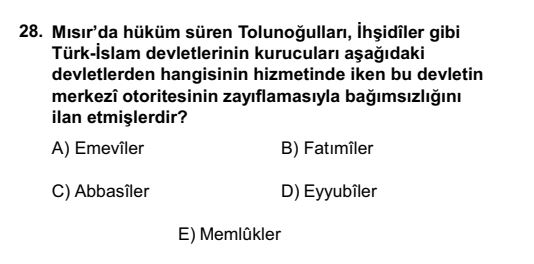 28. Mısır’da hüküm süren Tolunoğulları, İhşidîler gibi
Türk-İslam devletlerinin kurucuları aşağıdaki
devletlerden hangisinin hizmetinde iken bu devletin
merkezî otoritesinin zayıflamasıyla bağımsızlığını
ilan etmişlerdir?
A) Emevîler B) Fatımîler
C) Abbasîler D) Eyyubîler
E) Memlûkler